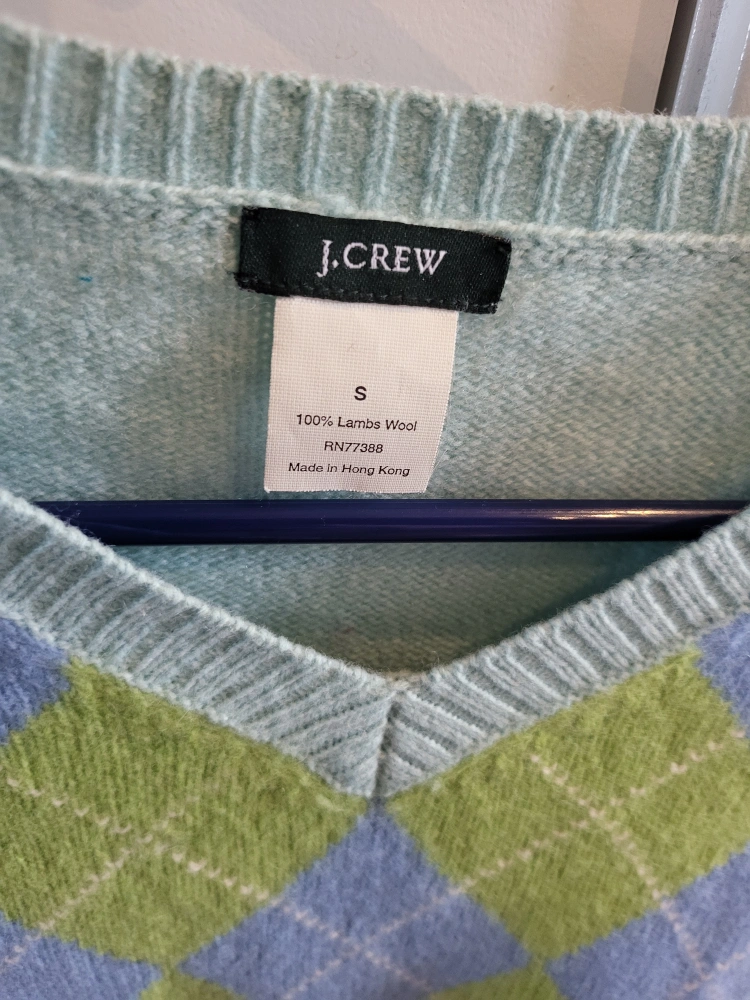 J.CREW
S
100% Lambs Wool
RN77388
Made in Hong Kong